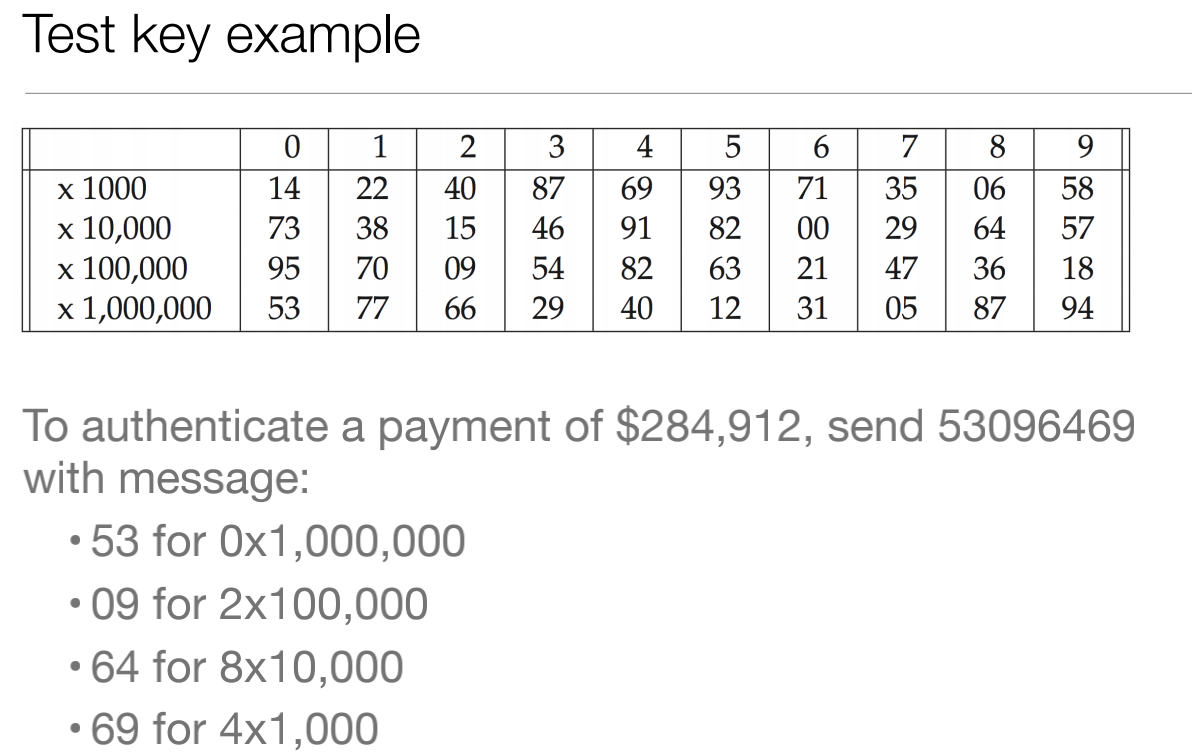 Test key example
0 1 2 3 4 5 6 7 8 9
x 1000 14 22 40 87 69 93 71 35 06 58
x 10,000 73 38 15 46 91 82 00 29 64 57
x 100,000 95 70 09 54 82 63 21 47 36 18
x 1,000,000 53 77 66 29 40 12 31 05 87 94
To authenticate a payment of $284,912, send 53096469
with message:
• 53 for 0x1,000,000
• 09 for 2x100,000
• 64 for 8x10,000
• 69 for 4x1,000